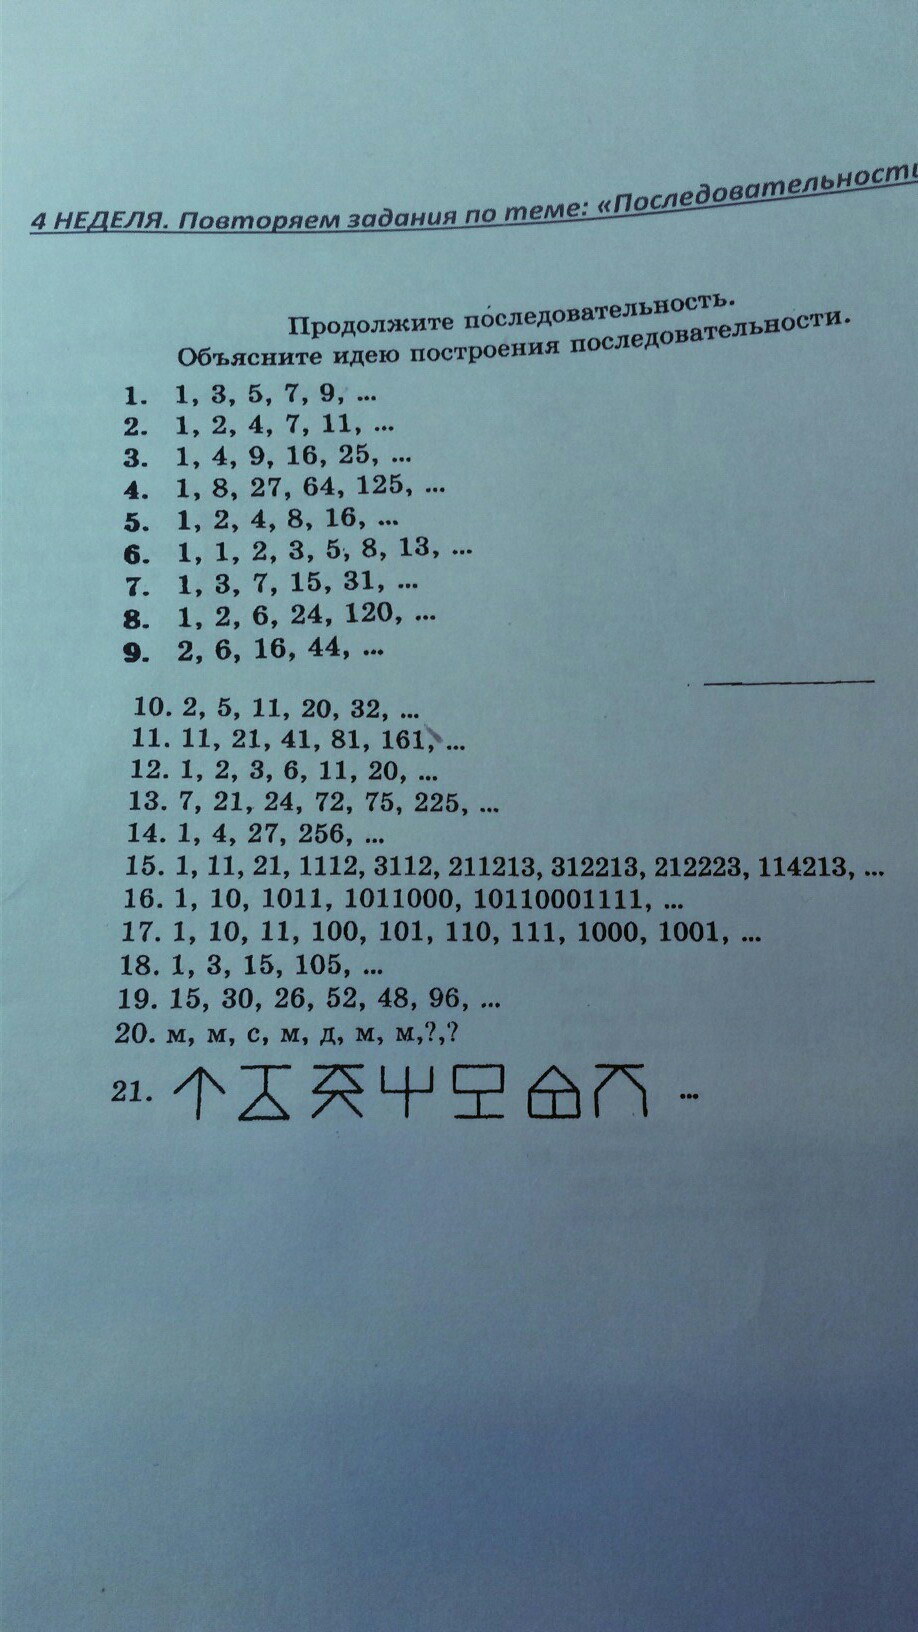 4 НЕДЕЛЯ. Повторяем задания по теме: «Последовательности
Продолжите последовательность.
Объясните идею построения последовательности.
1. 1, 3, 5, 7, 9, ...
2. 1, 2, 4, 7, 11, ...
3. 1, 4, 9, 16, 25, ...
4. 1, 8, 27, 64, 125, ...
5. 1, 2, 4, 8, 16, ...
6. 1, 1, 2, 3, 5, 8, 13, ...
7. 1, 3, 7, 15, 31, ...
8. 1, 2, 6, 24, 120, ...
9. 2, 6, 16, 44, ...
10. 2, 5, 11, 20, 32, ...
11. 11, 21, 41, 81, 161, ...
12. 1, 2, 3, 6, 11, 20, ...
13. 7, 21, 24, 72, 75, 225, ...
14. 1, 4, 27, 256, ...
15. 1, 11, 21, 1112, 3112, 211213, 312213, 212223, 114213, ...
16. 1, 10, 1011, 1011000, 10110001111, ...
17. 1, 10, 11, 100, 101, 110, 111, 1000, 1001, ...
18. 1, 3, 15, 105, ...
19. 15, 30, 26, 52, 48, 96, ...
20. м, м, с, м, д, м, м,?,?
21. ...